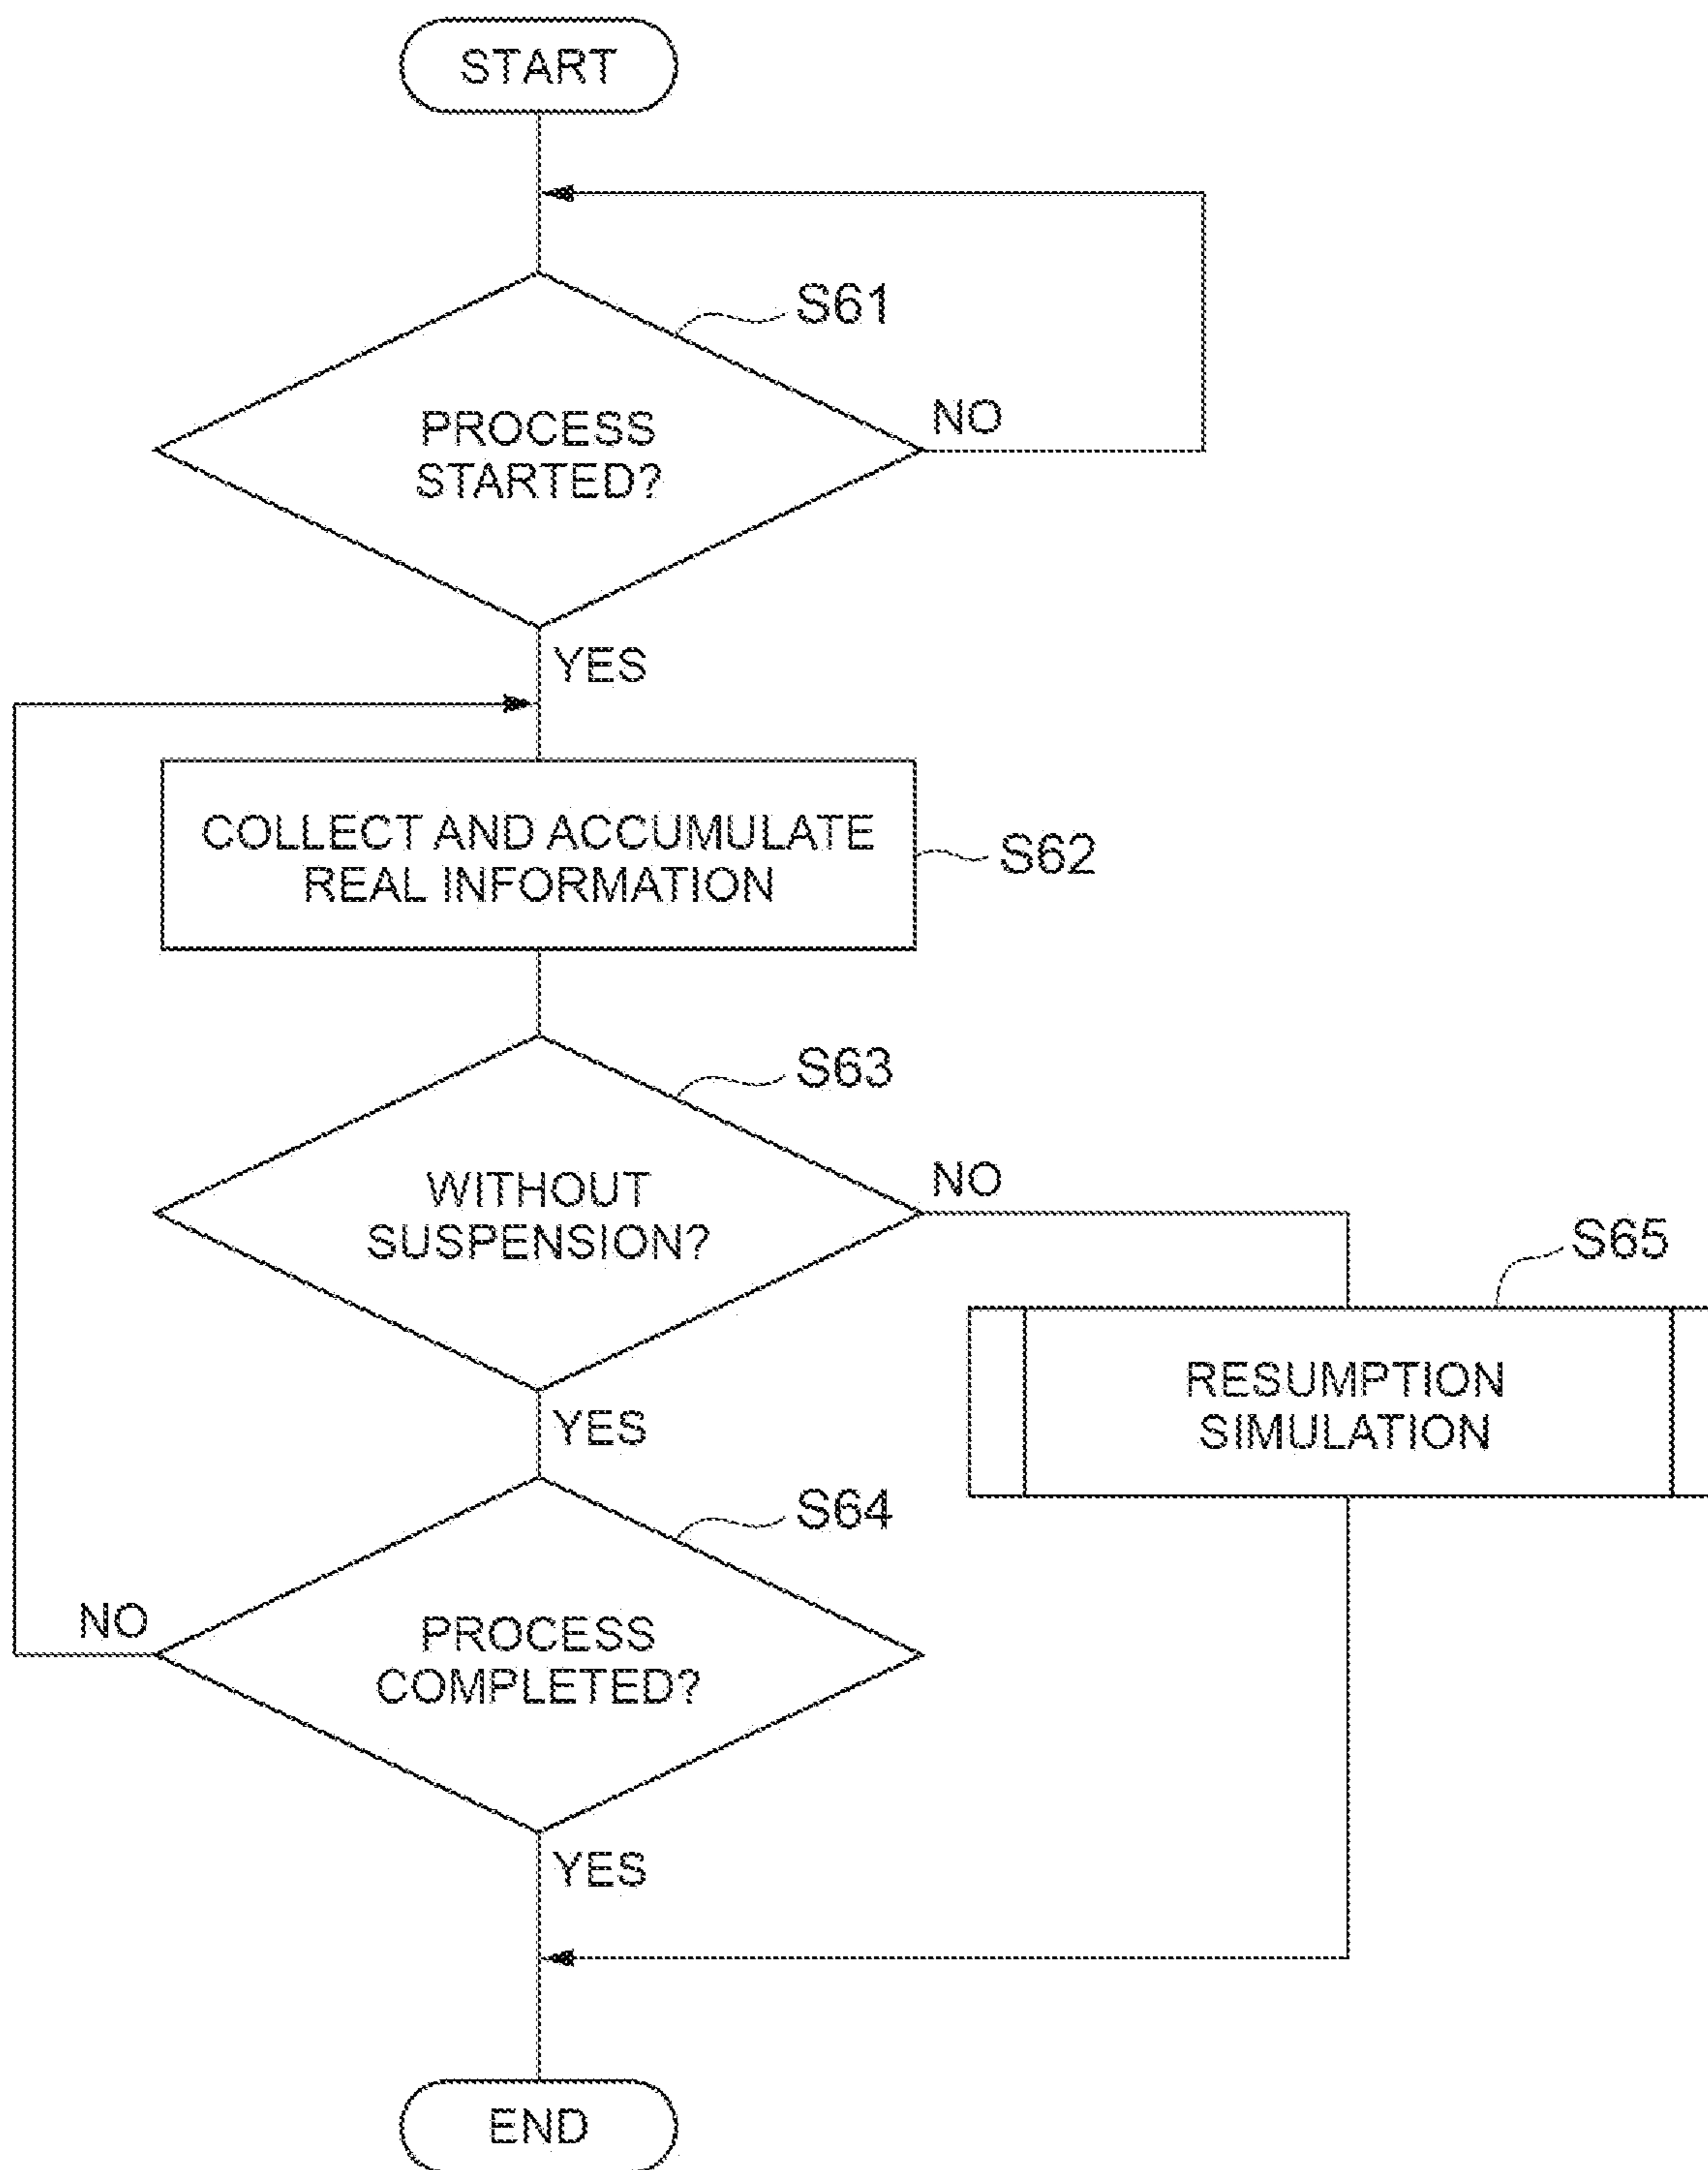 START
S61
PROCESS
STARTED?
NO
YES
COLLECT AND ACCUMULATE
REAL INFORMATION
S62
S63
WITHOUT
SUSPENSION?
NO
S65
RESUMPTION
SIMULATION
YES
S64
NO
PROCESS
COMPLETED?
YES
END